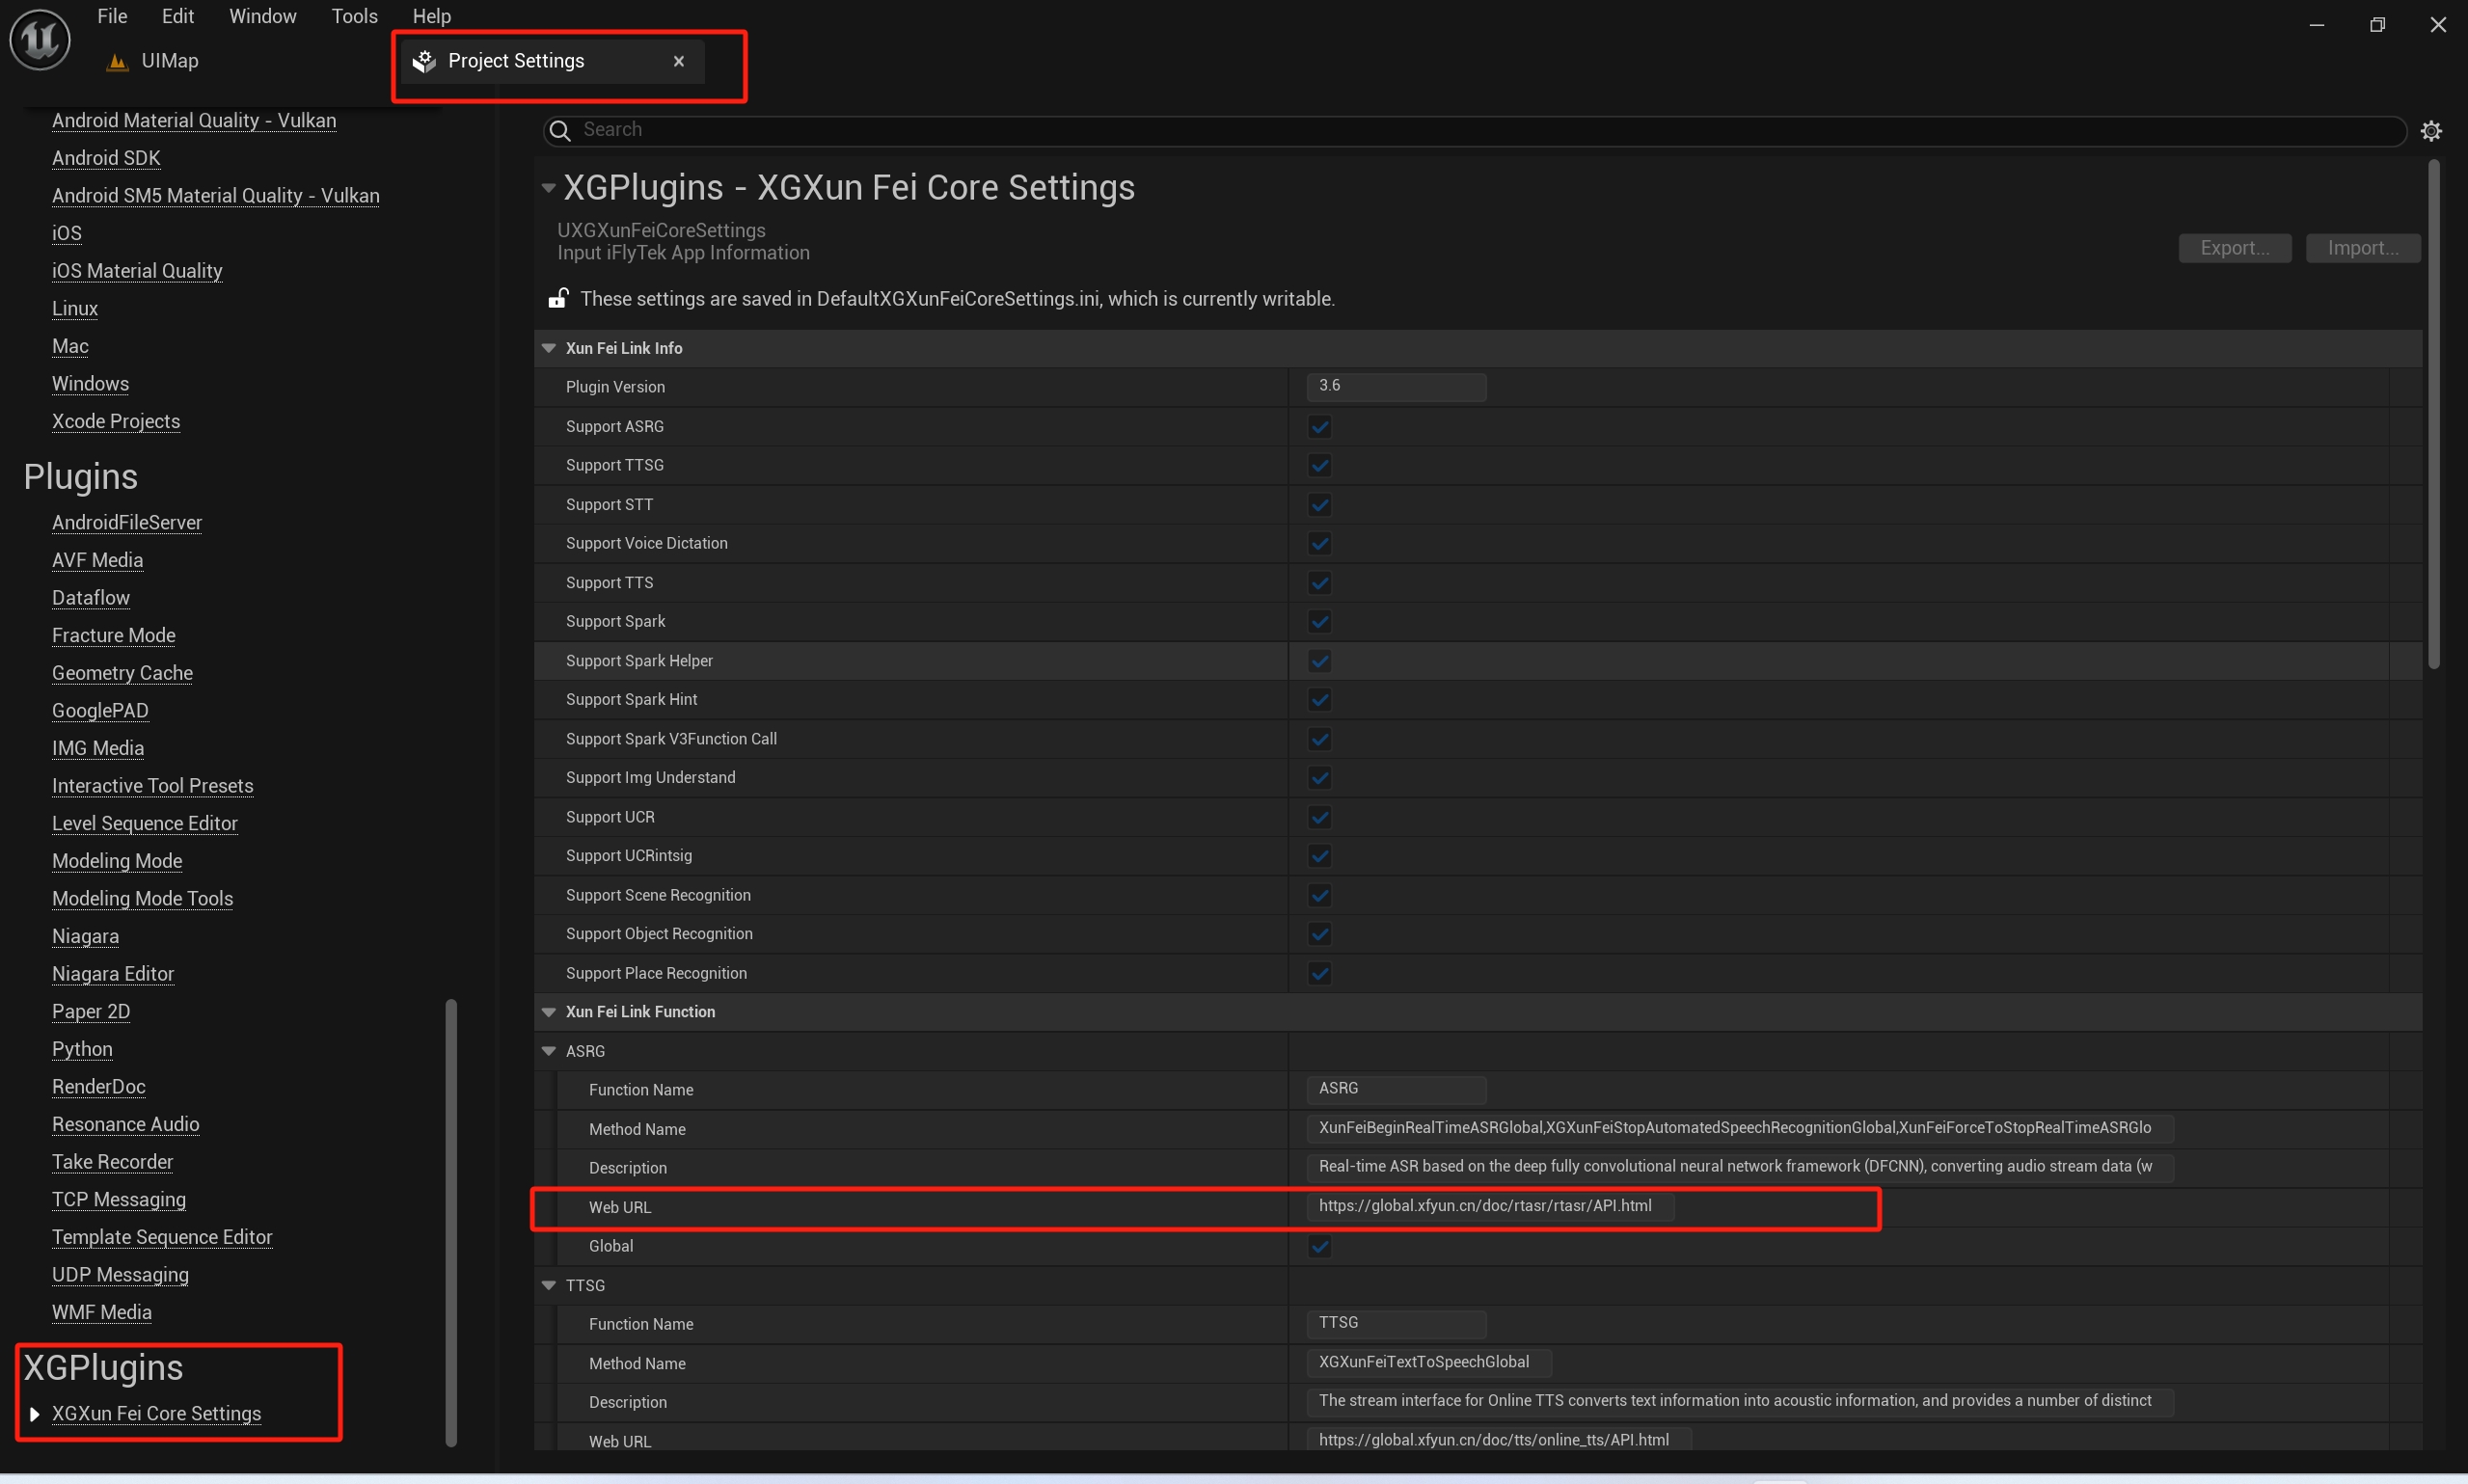 File Edit Window Tools Help
UIMap
Project Settings
Android Material Quality - Vulkan
Android SDK
Android SM5 Material Quality - Vulkan
iOS
iOS Material Quality
Linux
Mac
Windows
Xcode Projects
Plugins
AndroidFileServer
AVF Media
Dataflow
Fracture Mode
Geometry Cache
GooglePAD
IMG Media
Interactive Tool Presets
Level Sequence Editor
Modeling Mode
Modeling Mode Tools
Niagara
Niagara Editor
Paper 2D
Python
RenderDoc
Resonance Audio
Take Recorder
TCP Messaging
Template Sequence Editor
UDP Messaging
WMF Media
XGPlugins
XGXun Fei Core Settings
Search
XGPlugins - XGXun Fei Core Settings
UXGXunFeiCoreSettings
Input iFlyTek App Information
Export... Import...
These settings are saved in DefaultXGXunFeiCoreSettings.ini, which is currently writable.
Xun Fei Link Info
Plugin Version 3.6
Support ASRG
Support TTSG
Support STT
Support Voice Dictation
Support TTS
Support Spark
Support Spark Helper
Support Spark Hint
Support Spark V3Function Call
Support Img Understand
Support UCR
Support UCRintsig
Support Scene Recognition
Support Object Recognition
Support Place Recognition
Xun Fei Link Function
ASRG
Function Name ASRG
Method Name XunFeiBeginRealTimeASRGlobal,XGXunFeiStopAutomatedSpeechRecognitionGlobal,XunFeiForceToStopRealTimeASRGlo
Description Real-time ASR based on the deep fully convolutional neural network framework (DFCNN), converting audio stream data (w
Web URL https://global.xfyun.cn/doc/rtasr/rtasr/API.html
Global
TTSG
Function Name TTSG
Method Name XGXunFeiTextToSpeechGlobal
Description The stream interface for Online TTS converts text information into acoustic information, and provides a number of distinct
Web URL https://global.xfyun.cn/doc/tts/online_tts/API.html